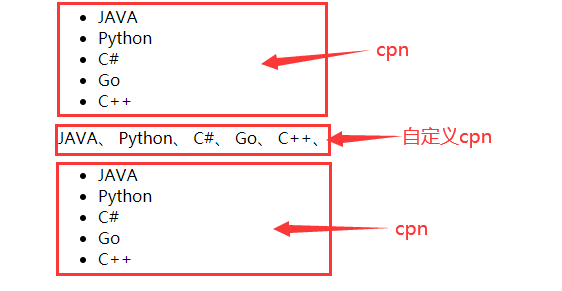 JAVA
Python
C#
Go
C++
cpn
JAVA、 Python、 C#、 Go、 C++、
自定义cpn
JAVA
Python
C#
Go
C++
cpn